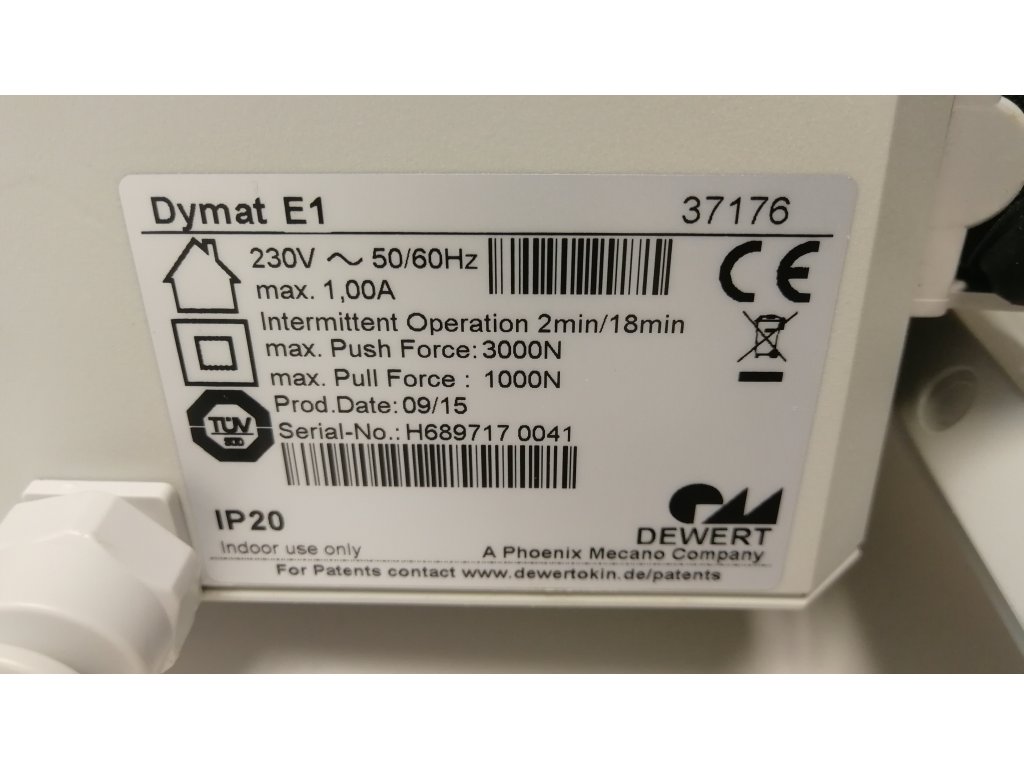 Dymat E1 37176
230V ~ 50/60Hz
max. 1,00A
CE
Intermittent Operation 2min/18min
max. Push Force: 3000N
max. Pull Force : 1000N
Prod.Date: 09/15
TÜV
Serial-No.: H689717 0041
IP20
DEWERT
Indoor use only
A Phoenix Mecano Company
For Patents contact www.dewertokin.de/patents